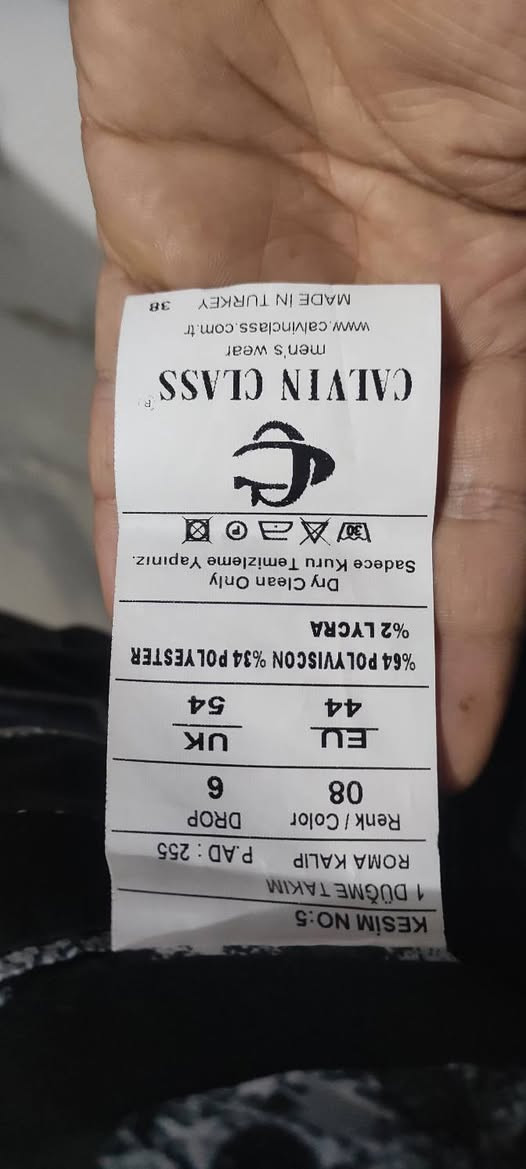 KESİM NO:5
1 DÜĞME TAKIM
ROMA KALIP P.AD : 255
Renk / Color DROP
08 6
EU UK
44 54
%64 POLYVISCON %34 POLYESTER
%2 LYCRA
Dry Clean Only
Sadece Kuru Temizleme Yapınız.
30 P
CALVIN CLASS ®
men's wear
www.calvinclass.com.tr
MADE İN TURKEY 38